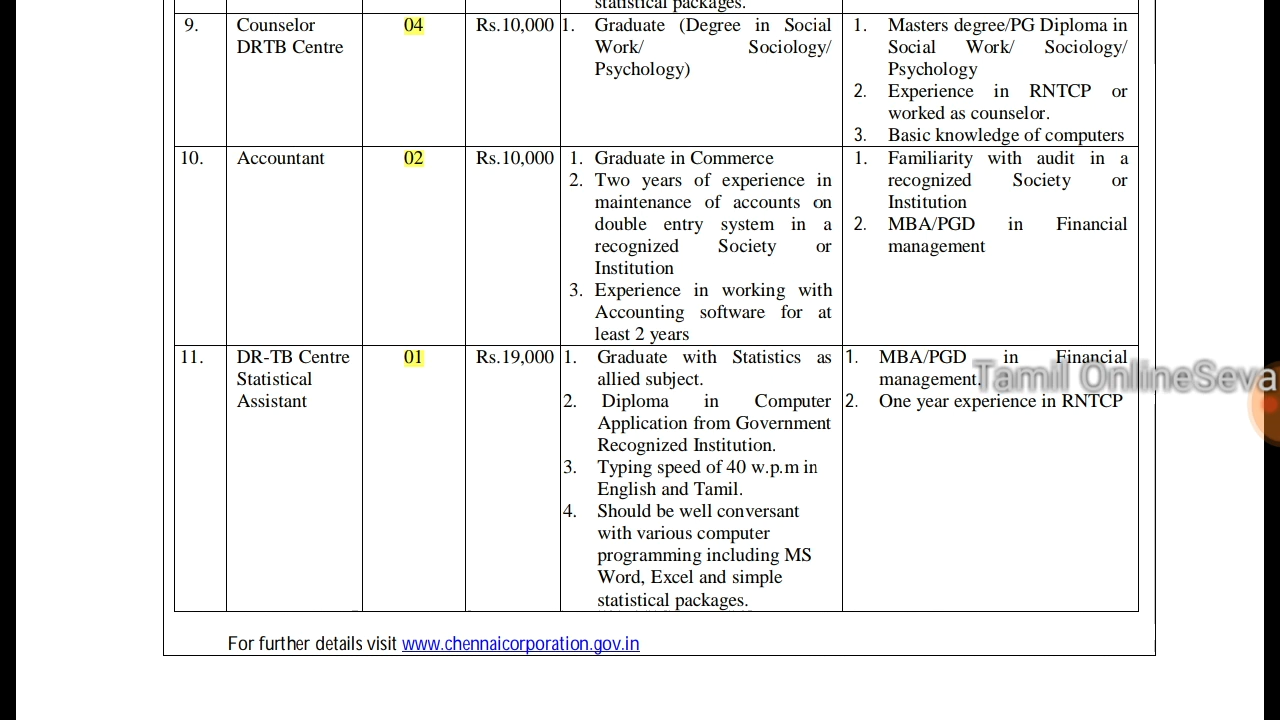 statistical packages.
9. Counselor DRTB Centre 04 Rs.10,000
1. Graduate (Degree in Social
Work/ Sociology/
Psychology)
1. Masters degree/PG Diploma in
Social Work/ Sociology/
Psychology
2. Experience in RNTCP or
worked as counselor.
3. Basic knowledge of computers
10. Accountant 02 Rs.10,000
1. Graduate in Commerce
2. Two years of experience in
maintenance of accounts on
double entry system in a
recognized Society or
Institution
3. Experience in working with
Accounting software for at
least 2 years
1. Familiarity with audit in a
recognized Society or
Institution
2. MBA/PGD in Financial
management
11. DR-TB Centre Statistical Assistant 01 Rs.19,000
1. Graduate with Statistics as
allied subject.
2. Diploma in Computer
Application from Government
Recognized Institution.
3. Typing speed of 40 w.p.m in
English and Tamil.
4. Should be well conversant
with various computer
programming including MS
Word, Excel and simple
statistical packages.
1. MBA/PGD in Financial
management.
2. One year experience in RNTCP
Tamil OnlineSeva
For further details visit www.chennaicorporation.gov.in